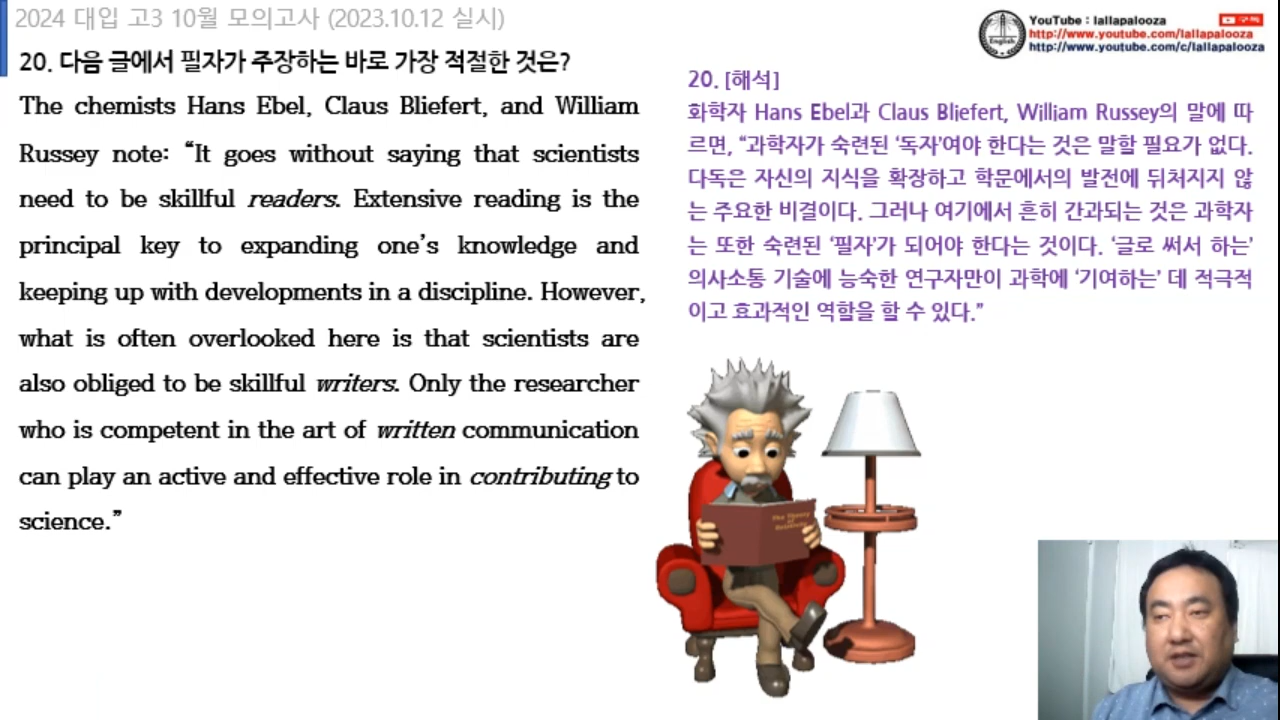 2024 대입 고3 10월 모의고사 (2023.10.12 실시)
YouTube : lallapalooza
구독
http://www.youtube.com/lallapalooza
http://www.youtube.com/c/lallapalooza
English
20. 다음 글에서 필자가 주장하는 바로 가장 적절한 것은?
The chemists Hans Ebel, Claus Bliefert, and William
Russey note: “It goes without saying that scientists
need to be skillful readers. Extensive reading is the
principal key to expanding one’s knowledge and
keeping up with developments in a discipline. However,
what is often overlooked here is that scientists are
also obliged to be skillful writers. Only the researcher
who is competent in the art of written communication
can play an active and effective role in contributing to
science.”
20. [해석]
화학자 Hans Ebel과 Claus Bliefert, William Russey의 말에 따
르면, “과학자가 숙련된 ‘독자’여야 한다는 것은 말할 필요가 없다.
다독은 자신의 지식을 확장하고 학문에서의 발전에 뒤처지지 않
는 주요한 비결이다. 그러나 여기에서 흔히 간과되는 것은 과학자
는 또한 숙련된 ‘필자’가 되어야 한다는 것이다. ‘글로 써서 하는’
의사소통 기술에 능숙한 연구자만이 과학에 ‘기여하는’ 데 적극적
이고 효과적인 역할을 할 수 있다.”
The Theory
of